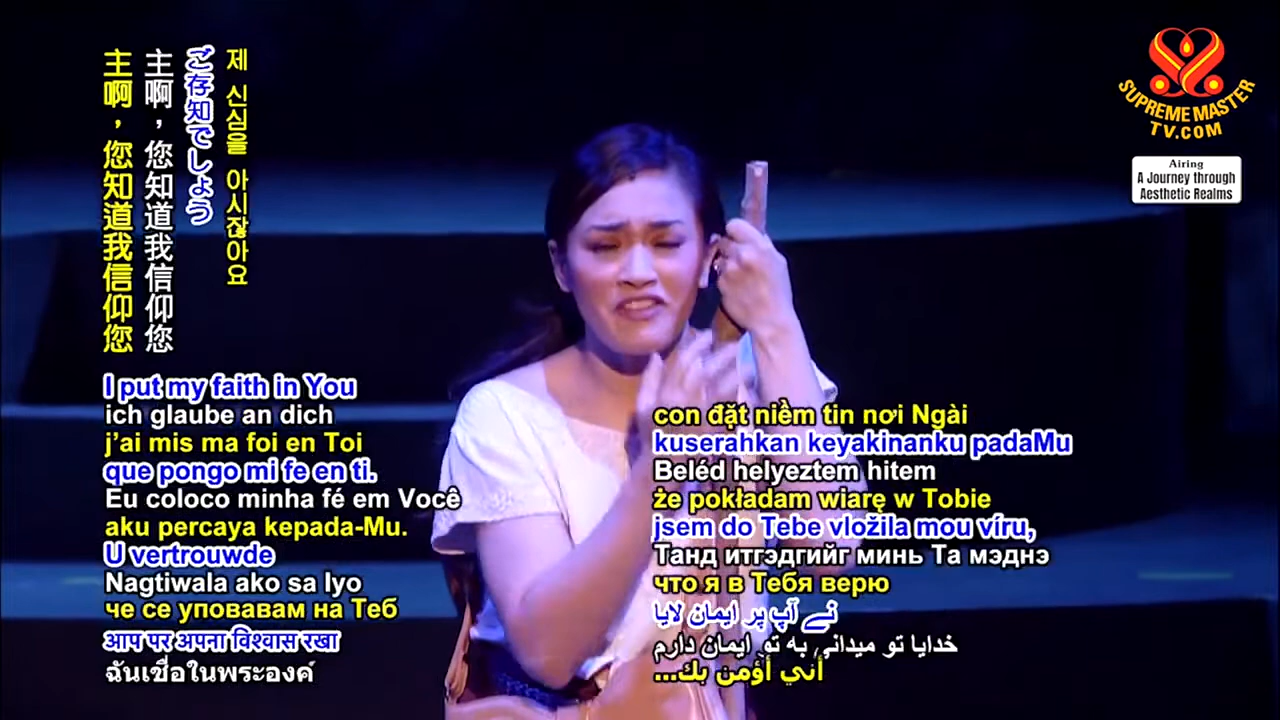 主啊，您知道我信仰您
主啊，您知道我信仰您
ご存知でしょう
제 신심을 아시잖아요
I put my faith in You
ich glaube an dich
j’ai mis ma foi en Toi
que pongo mi fe en ti.
Eu coloco minha fé em Você
aku percaya kepada-Mu.
U vertrouwde
Nagtiwala ako sa Iyo
че се уповавам на Теб
आप पर अपना विश्वास रखा
ฉันเชื่อในพระองค์
con đặt niềm tin nơi Ngài
kuserahkan keyakinanku padaMu
Beléd helyeztem hitem
że pokładam wiarę w Tobie
jsem do Tebe vložila mou víru,
Танд итгэдгийг минь Та мэднэ
что я в Тебя верю
نے آپ پر ایمان لایا
خدایا تو میدانی به تو ایمان دارم
أني أؤمن بك...
SUPREME MASTER
TV.COM
Airing
A Journey through
Aesthetic Realms